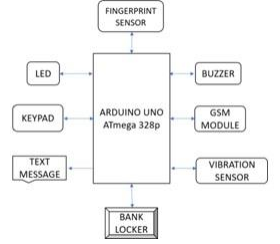 FINGERPRINT
SENSOR
LED
BUZZER
ARDUINO UNO
ATmega 328p
KEYPAD
GSM
MODULE
TEXT
MESSAGE
VIBRATION
SENSOR
BANK
LOCKER